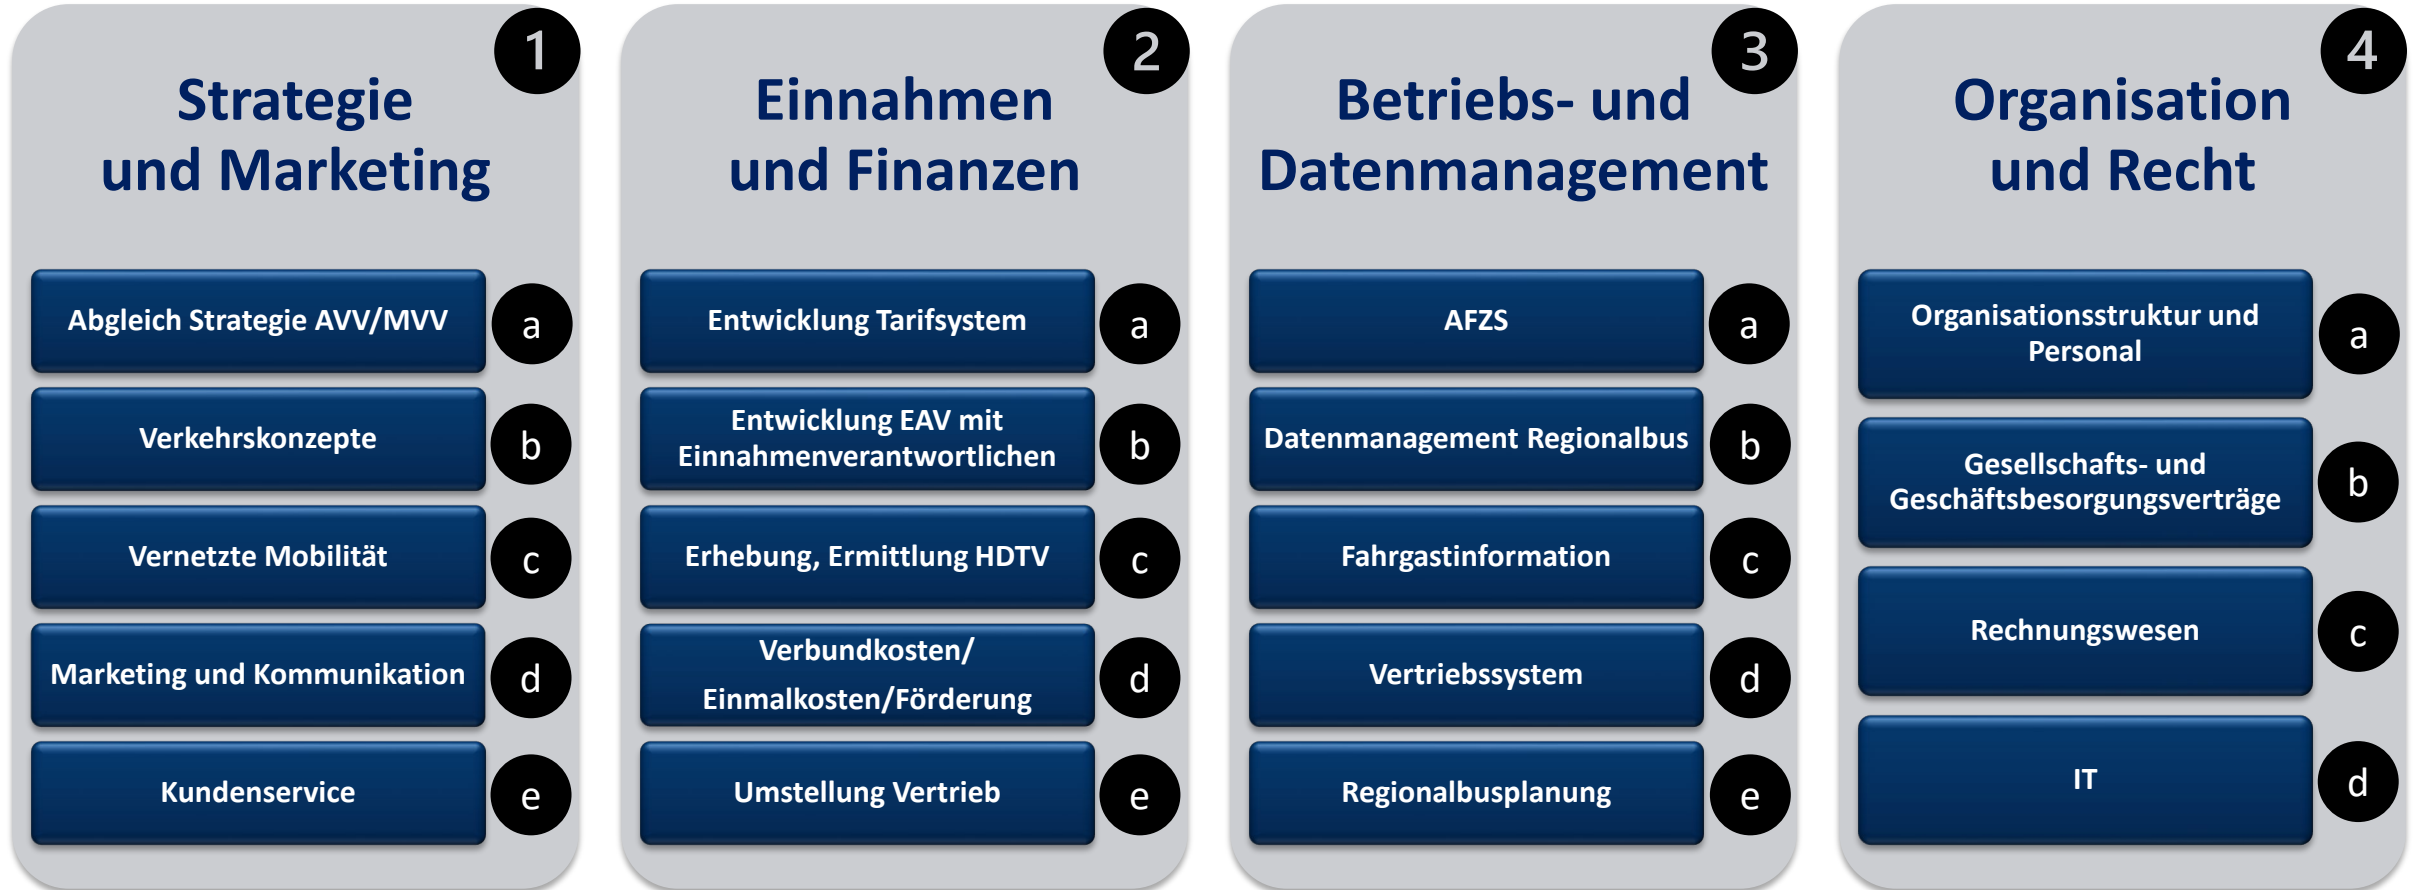 1
Strategie
und Marketing
Abgleich Strategie AVV/MVV
a
Verkehrskonzepte
b
Vernetzte Mobilität
c
Marketing und Kommunikation
d
Kundenservice
e
2
Einnahmen
und Finanzen
Entwicklung Tarifsystem
a
Entwicklung EAV mit
Einnahmenverantwortlichen
b
Erhebung, Ermittlung HDTV
c
Verbundkosten/
Einmalkosten/Förderung
d
Umstellung Vertrieb
e
3
Betriebs- und
Datenmanagement
AFZS
a
Datenmanagement Regionalbus
b
Fahrgastinformation
c
Vertriebssystem
d
Regionalbusplanung
e
4
Organisation
und Recht
Organisationsstruktur und
Personal
a
Gesellschafts- und
Geschäftsbesorgungsverträge
b
Rechnungswesen
c
IT
d